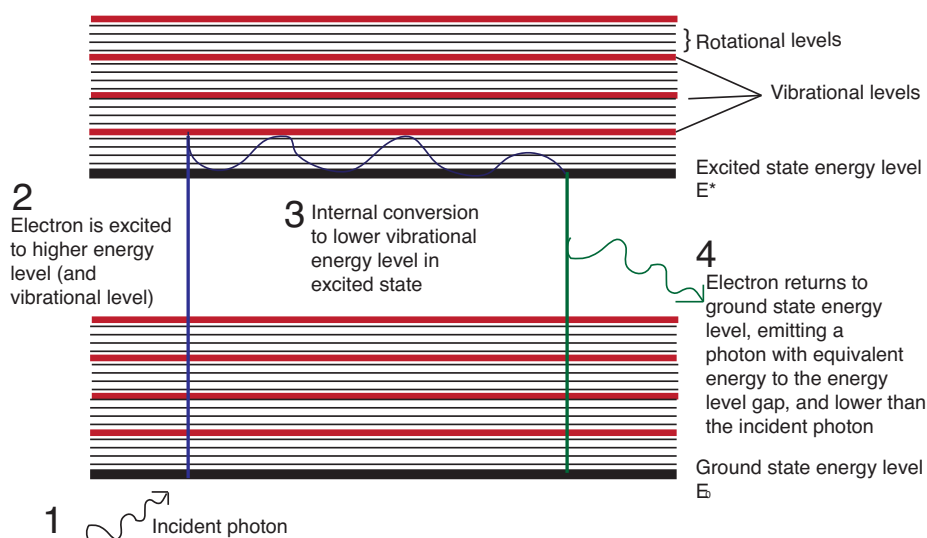 } Rotational levels
Vibrational levels
Excited state energy level
E*
2
Electron is excited
to higher energy
level (and
vibrational level)
3
Internal conversion
to lower vibrational
energy level in
excited state
4
Electron returns to
ground state energy
level, emitting a
photon with equivalent
energy to the energy
level gap, and lower than
the incident photon
Ground state energy level
E₀
1
Incident photon